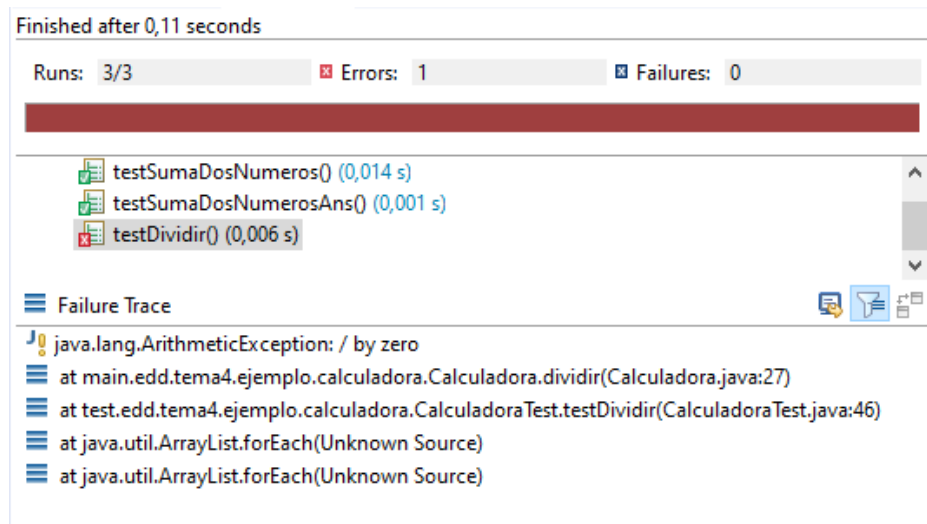 Finished after 0,11 seconds
Runs: 3/3 Errors: 1 Failures: 0
testSumaDosNumeros() (0,014 s)
testSumaDosNumerosAns() (0,001 s)
testDividir() (0,006 s)
Failure Trace
java.lang.ArithmeticException: / by zero
at main.edd.tema4.ejemplo.calculadora.Calculadora.dividir(Calculadora.java:27)
at test.edd.tema4.ejemplo.calculadora.CalculadoraTest.testDividir(CalculadoraTest.java:46)
at java.util.ArrayList.forEach(Unknown Source)
at java.util.ArrayList.forEach(Unknown Source)